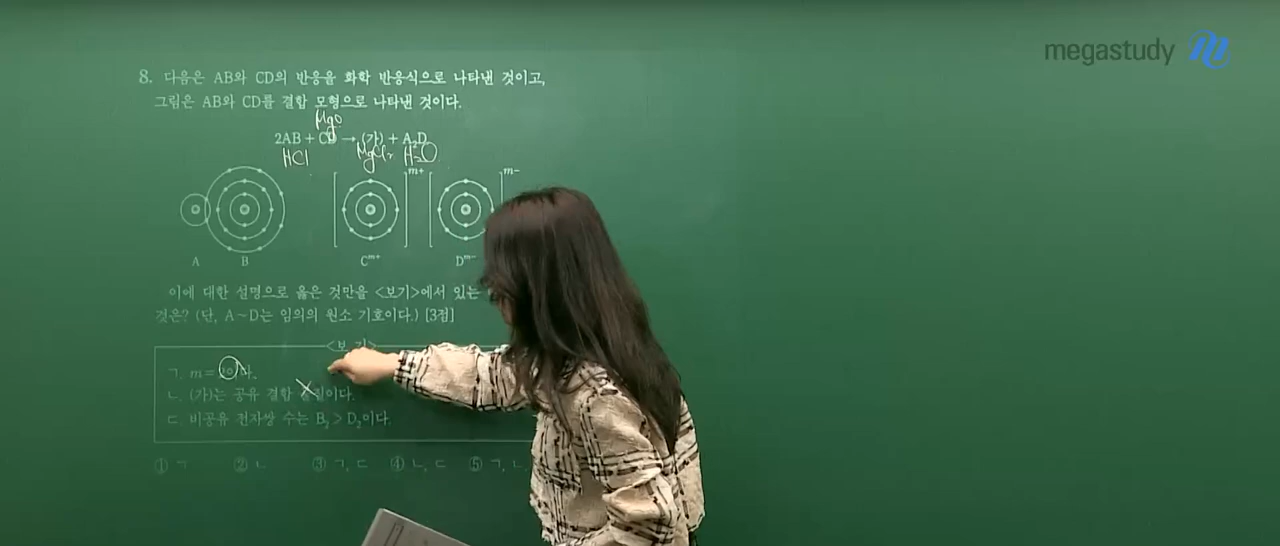 megastudy
8. 다음은 AB와 CD의 반응을 화학 반응식으로 나타낸 것이고,
그림은 AB와 CD를 결합 모형으로 나타낸 것이다.
MgO
2AB + CD → (가) + A₂D
HCl MgCl₂ H₂O
m+ m−
A B Cᵐ⁺ Dᵐ⁻
이에 대한 설명으로 옳은 것만을 <보기>에서 있는
것은? (단, A~D는 임의의 원소 기호이다.) [3점]
<보 기>
ㄱ. m=
ㄴ. (가)는 공유 결합 이다.
ㄷ. 비공유 전자쌍 수는 B₂ > D₂이다.
① ㄱ ② ㄴ ③ ㄱ, ㄷ ④ ㄴ, ㄷ ⑤ ㄱ, ㄴ,